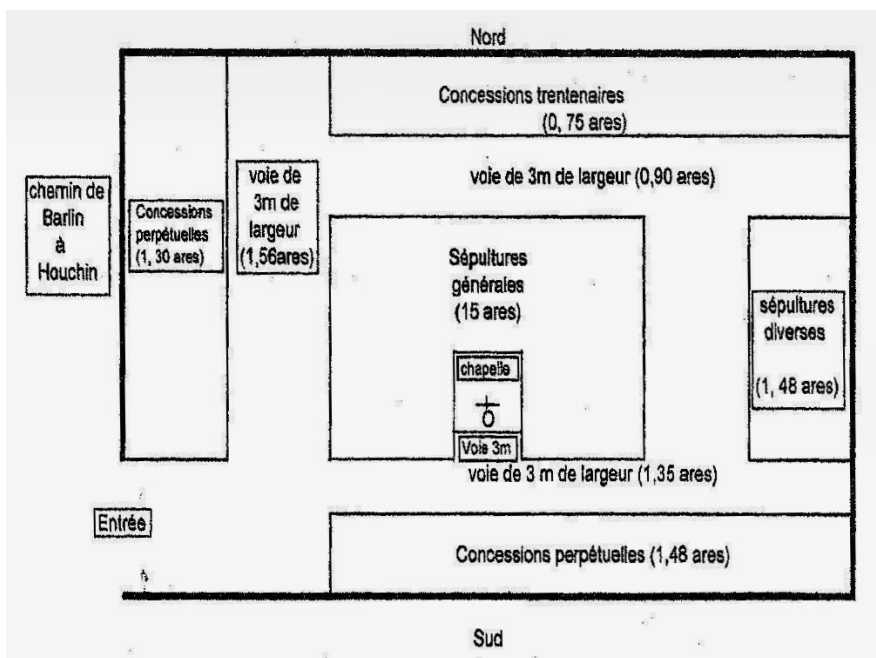 Nord
Concessions trentenaires
(0, 75 ares)
voie de 3m de largeur (0,90 ares)
chemin de
Barlin
à
Houchin
Concessions
perpétuelles
(1, 30 ares)
voie de
3m de
largeur
(1,56ares)
Sépultures
générales
(15 ares)
sépultures
diverses
(1, 48 ares)
chapelle
Voie 3m
voie de 3 m de largeur (1,35 ares)
Entrée
Concessions perpétuelles (1,48 ares)
Sud